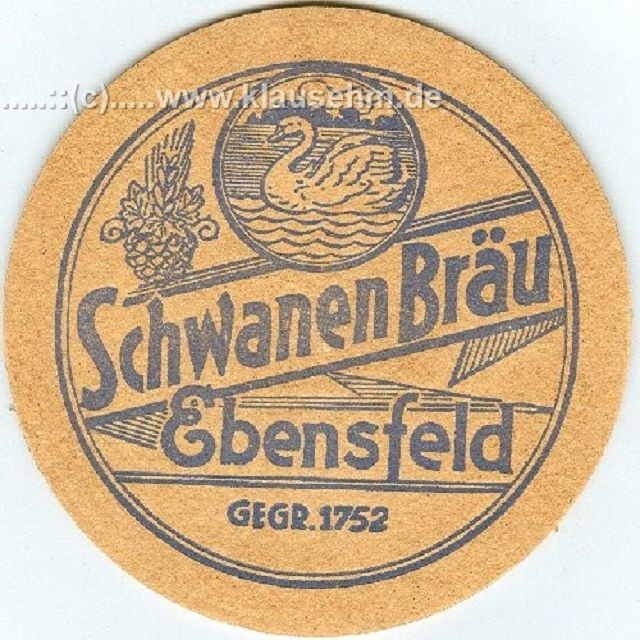 ......::(c).....www.klausehm.de
Schwanen Bräu
Ebensfeld
GEGR. 1752